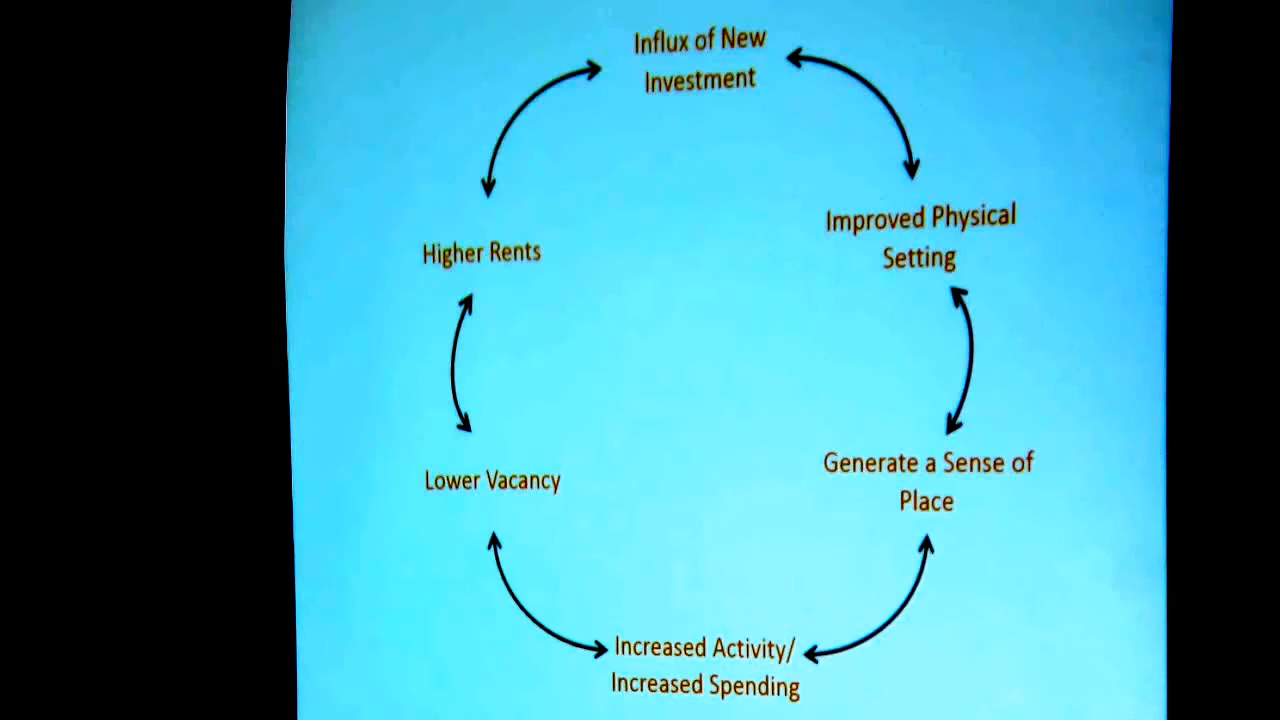 Influx of New
Investment
Improved Physical
Setting
Higher Rents
Generate a Sense of
Place
Lower Vacancy
Increased Activity/
Increased Spending